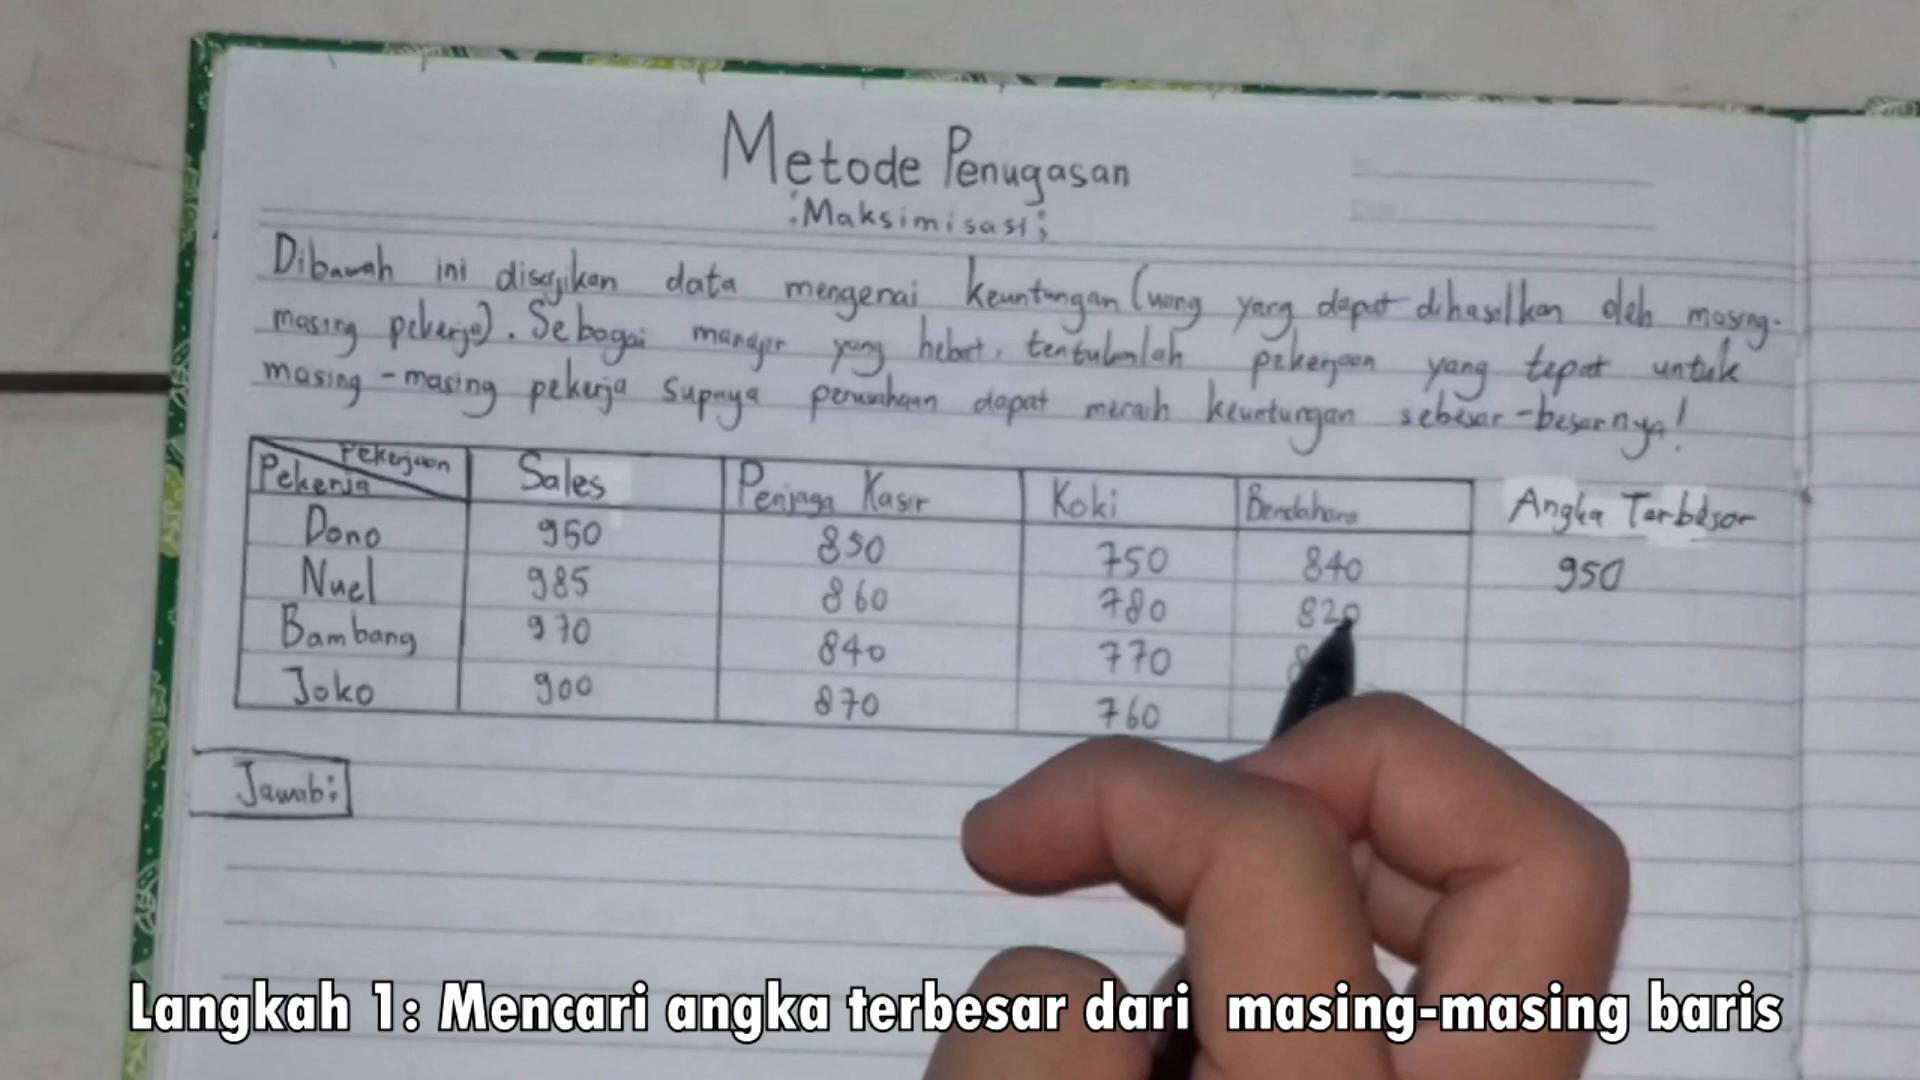 Metode Penugasan
:Maksimisasi:
Dibawah ini disajikan data mengenai keuntungan (uang yang dapat dihasilkan oleh masing-
masing pekerja). Sebagai manajer yang hebat, tentukanlah pekerjaan yang tepat untuk
masing-masing pekerja supaya perusahaan dapat meraih keuntungan sebesar-besarnya!
Pekerjaan
Pekerja Sales Penjaga Kasir Koki Bendahara Angka Terbesar
Dono 950 850 750 840 950
Nuel 985 860 780 820
Bambang 970 840 770
Joko 900 870 760
Jawab:
Langkah 1: Mencari angka terbesar dari masing-masing baris